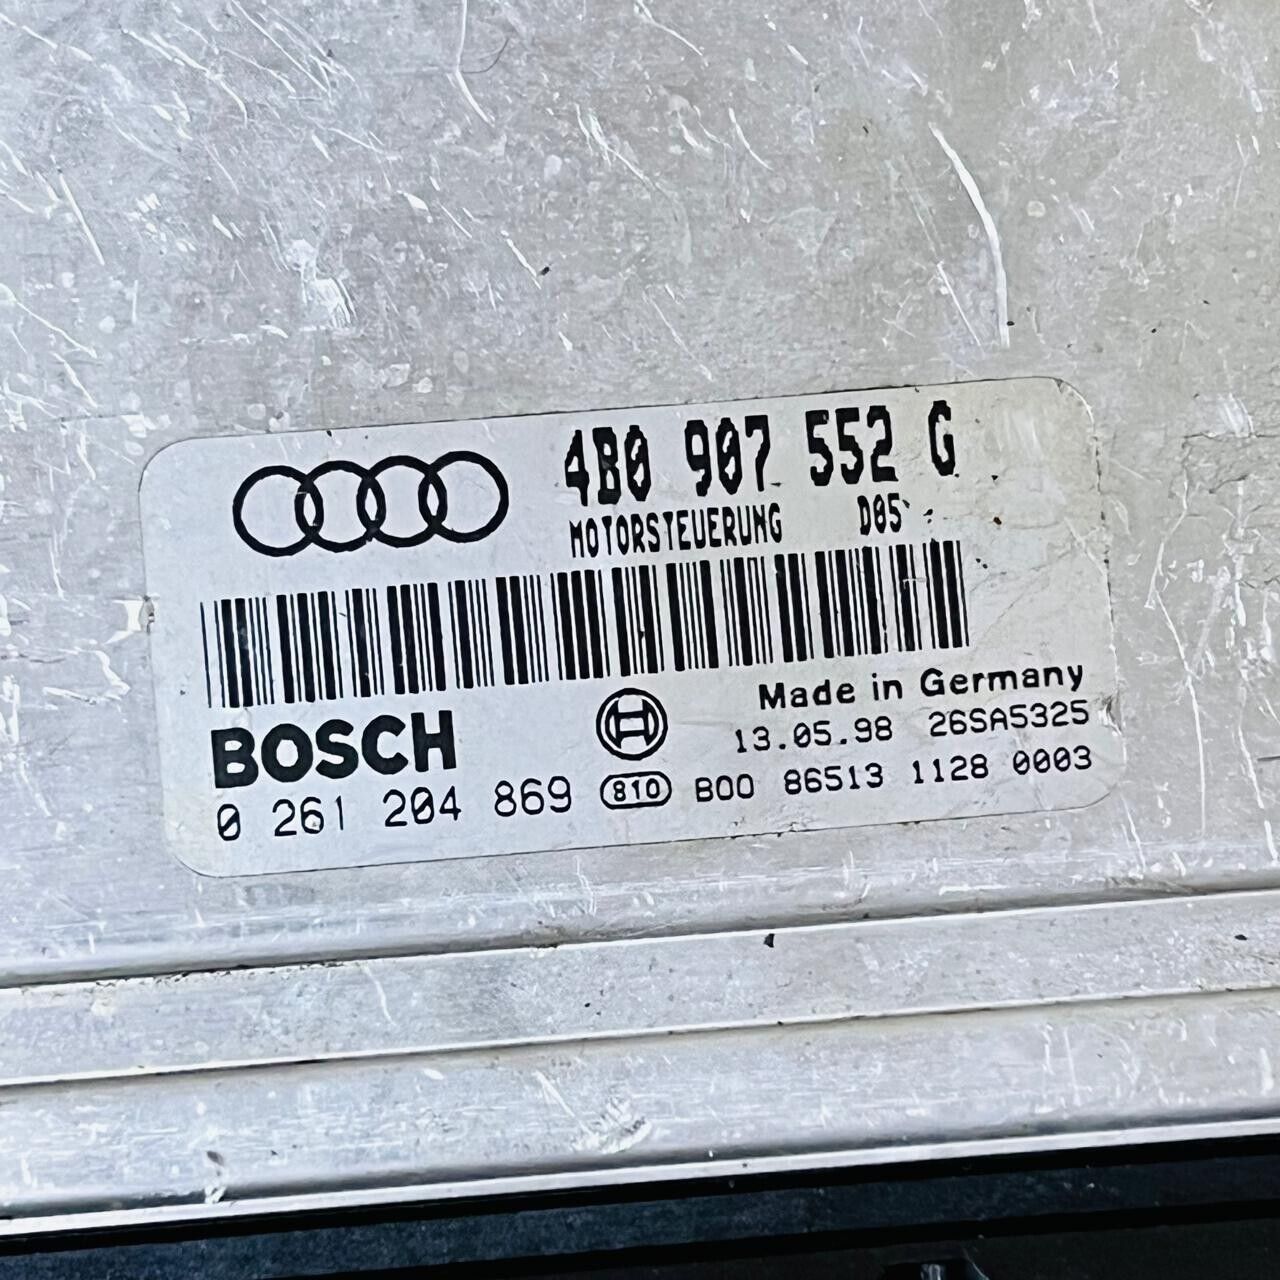 4B0 907 552 G
MOTORSTEUERUNG D05
Made in Germany
BOSCH 13.05.98 26SA5325
0 261 204 869 810 B00 86513 1128 0003